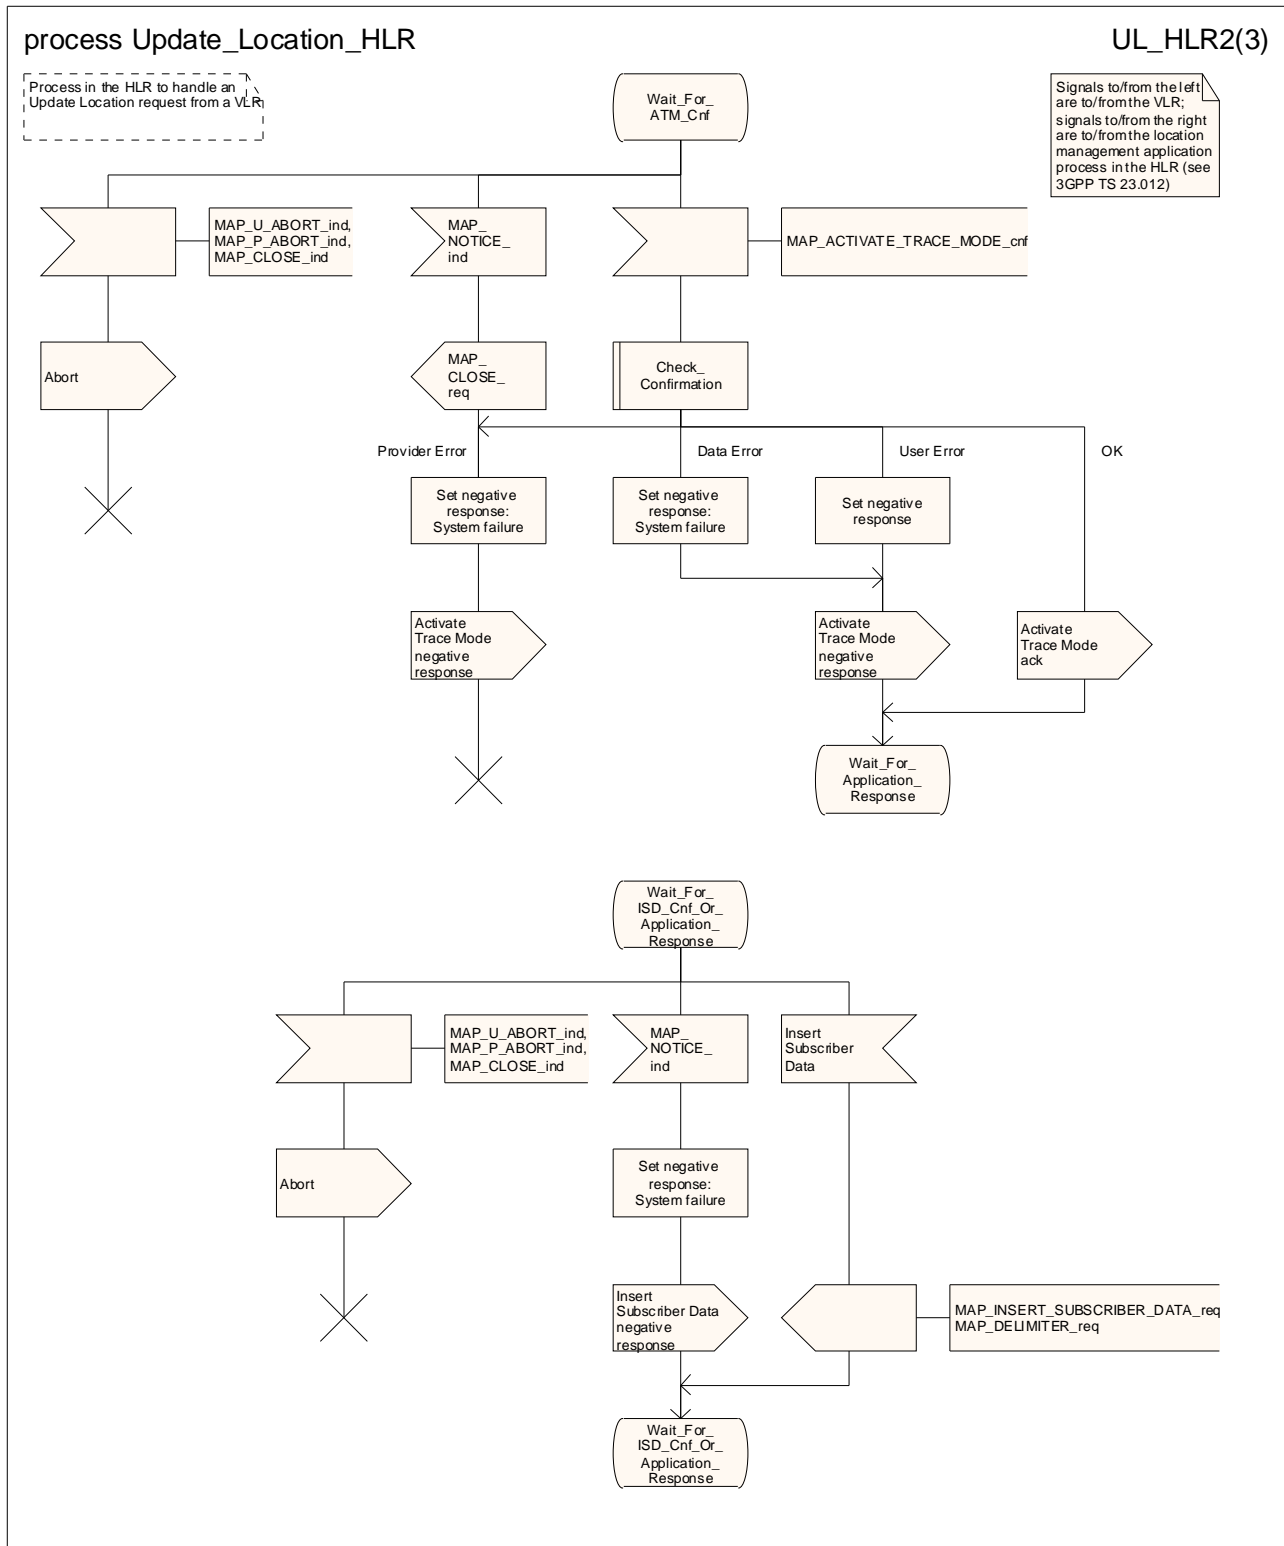 process Update_Location_HLR
UL_HLR2(3)
Process in the HLR to handle an
Update Location request from a VLR
Wait_For_
ATM_Cnf
Signals to/from the left
are to/from the VLR;
signals to/from the right
are to/from the location
management application
process in the HLR (see
3GPP TS 23.012)
MAP_U_ABORT_ind,
MAP_P_ABORT_ind,
MAP_CLOSE_ind
MAP_
NOTICE_
ind
MAP_ACTIVATE_TRACE_MODE_cnf
Abort
MAP_
CLOSE_
req
Check_
Confirmation
Provider Error
Data Error
User Error
OK
Set negative
response:
System failure
Set negative
response:
System failure
Set negative
response
Activate
Trace Mode
negative
response
Activate
Trace Mode
negative
response
Activate
Trace Mode
ack
Wait_For_
Application_
Response
Wait_For_
ISD_Cnf_Or_
Application_
Response
MAP_U_ABORT_ind,
MAP_P_ABORT_ind,
MAP_CLOSE_ind
MAP_
NOTICE_
ind
Insert
Subscriber
Data
Abort
Set negative
response:
System failure
Insert
Subscriber Data
negative
response
MAP_INSERT_SUBSCRIBER_DATA_req
MAP_DELIMITER_req
Wait_For_
ISD_Cnf_Or_
Application_
Response